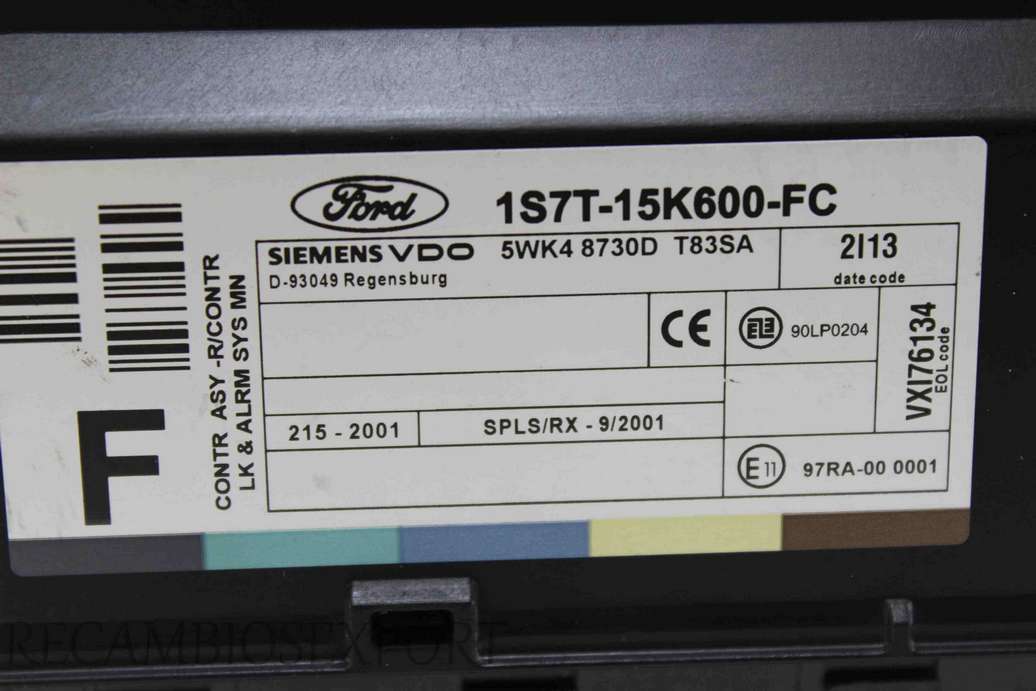 Ford 1S7T-15K600-FC
SIEMENS VDO 5WK4 8730D T83SA
D-93049 Regensburg
2I13
date code
CE
E13 90LP0204
VXI76134
EOL code
215 - 2001
SPLS/RX - 9/2001
E11 97RA-00 0001
F
CONTR ASY -R/CONTR
LK & ALRM SYS MN
RECAMBIOSEXPORT